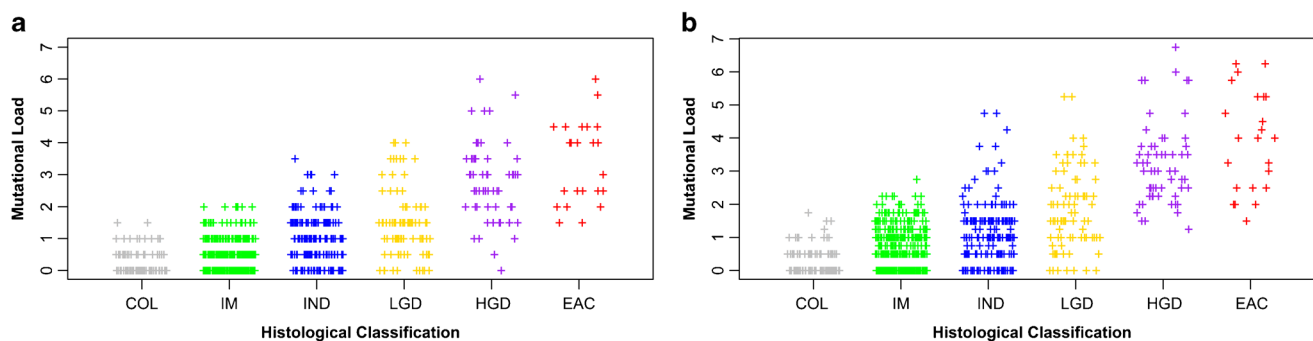 a
Mutational Load
7
6
5
4
3
2
1
0
COL IM IND LGD HGD EAC
Histological Classification
b
Mutational Load
7
6
5
4
3
2
1
0
COL IM IND LGD HGD EAC
Histological Classification